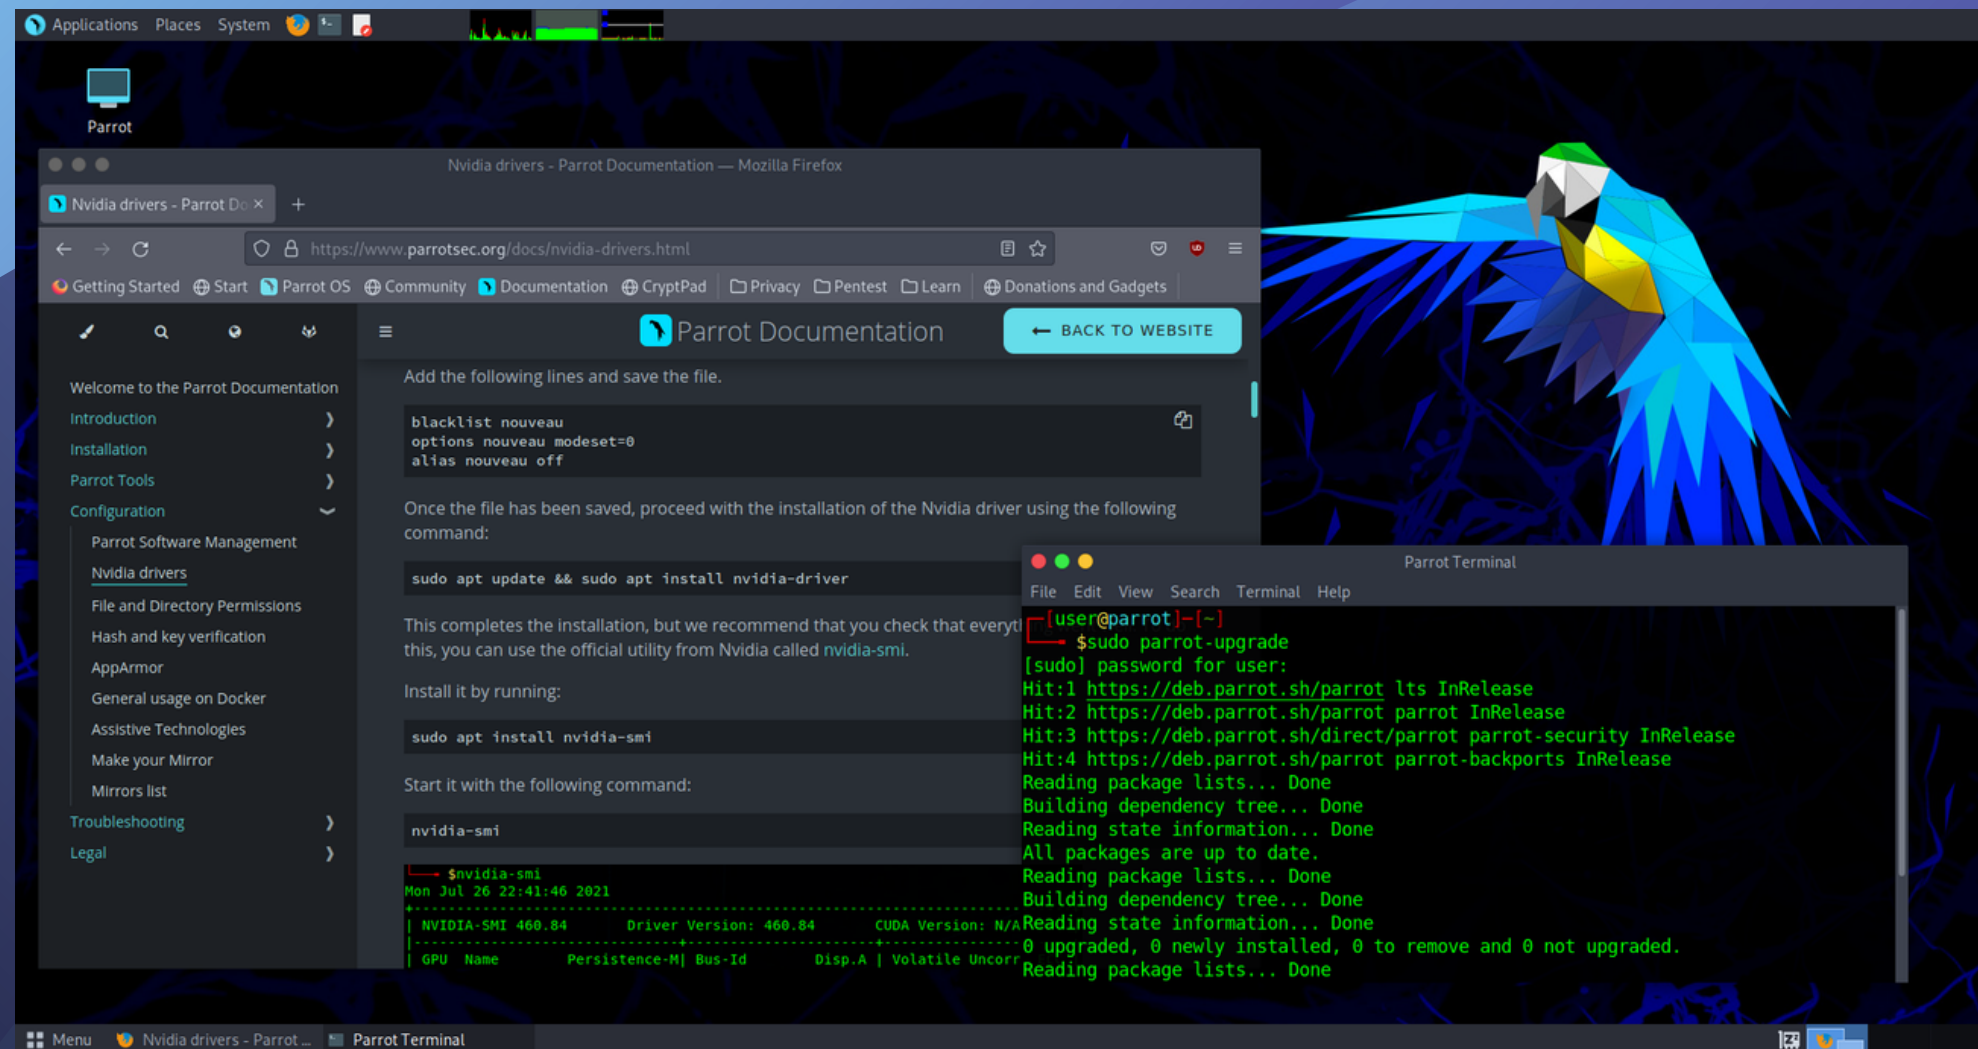 Applications Places System
Parrot
Nvidia drivers - Parrot Documentation — Mozilla Firefox
Nvidia drivers - Parrot Do
https://www.parrotsec.org/docs/nvidia-drivers.html
Getting Started Start Parrot OS Community Documentation CryptPad Privacy Pentest Learn Donations and Gadgets
Parrot Documentation
BACK TO WEBSITE
Welcome to the Parrot Documentation
Introduction
Installation
Parrot Tools
Configuration
Parrot Software Management
Nvidia drivers
File and Directory Permissions
Hash and key verification
AppArmor
General usage on Docker
Assistive Technologies
Make your Mirror
Mirrors list
Troubleshooting
Legal
Add the following lines and save the file.
blacklist nouveau
options nouveau modeset=0
alias nouveau off
Once the file has been saved, proceed with the installation of the Nvidia driver using the following
command:
sudo apt update && sudo apt install nvidia-driver
This completes the installation, but we recommend that you check that everyt
this, you can use the official utility from Nvidia called nvidia-smi.
Install it by running:
sudo apt install nvidia-smi
Start it with the following command:
nvidia-smi
$nvidia-smi
Mon Jul 26 22:41:46 2021
NVIDIA-SMI 460.84 Driver Version: 460.84 CUDA Version: N/A
GPU Name Persistence-M| Bus-Id Disp.A | Volatile Uncorr
Parrot Terminal
File Edit View Search Terminal Help
[user@parrot]-[~]
$sudo parrot-upgrade
[sudo] password for user:
Hit:1 https://deb.parrot.sh/parrot lts InRelease
Hit:2 https://deb.parrot.sh/parrot parrot InRelease
Hit:3 https://deb.parrot.sh/direct/parrot parrot-security InRelease
Hit:4 https://deb.parrot.sh/parrot parrot-backports InRelease
Reading package lists... Done
Building dependency tree... Done
Reading state information... Done
All packages are up to date.
Reading package lists... Done
Building dependency tree... Done
Reading state information... Done
0 upgraded, 0 newly installed, 0 to remove and 0 not upgraded.
Reading package lists... Done
Menu Nvidia drivers - Parrot ... Parrot Terminal